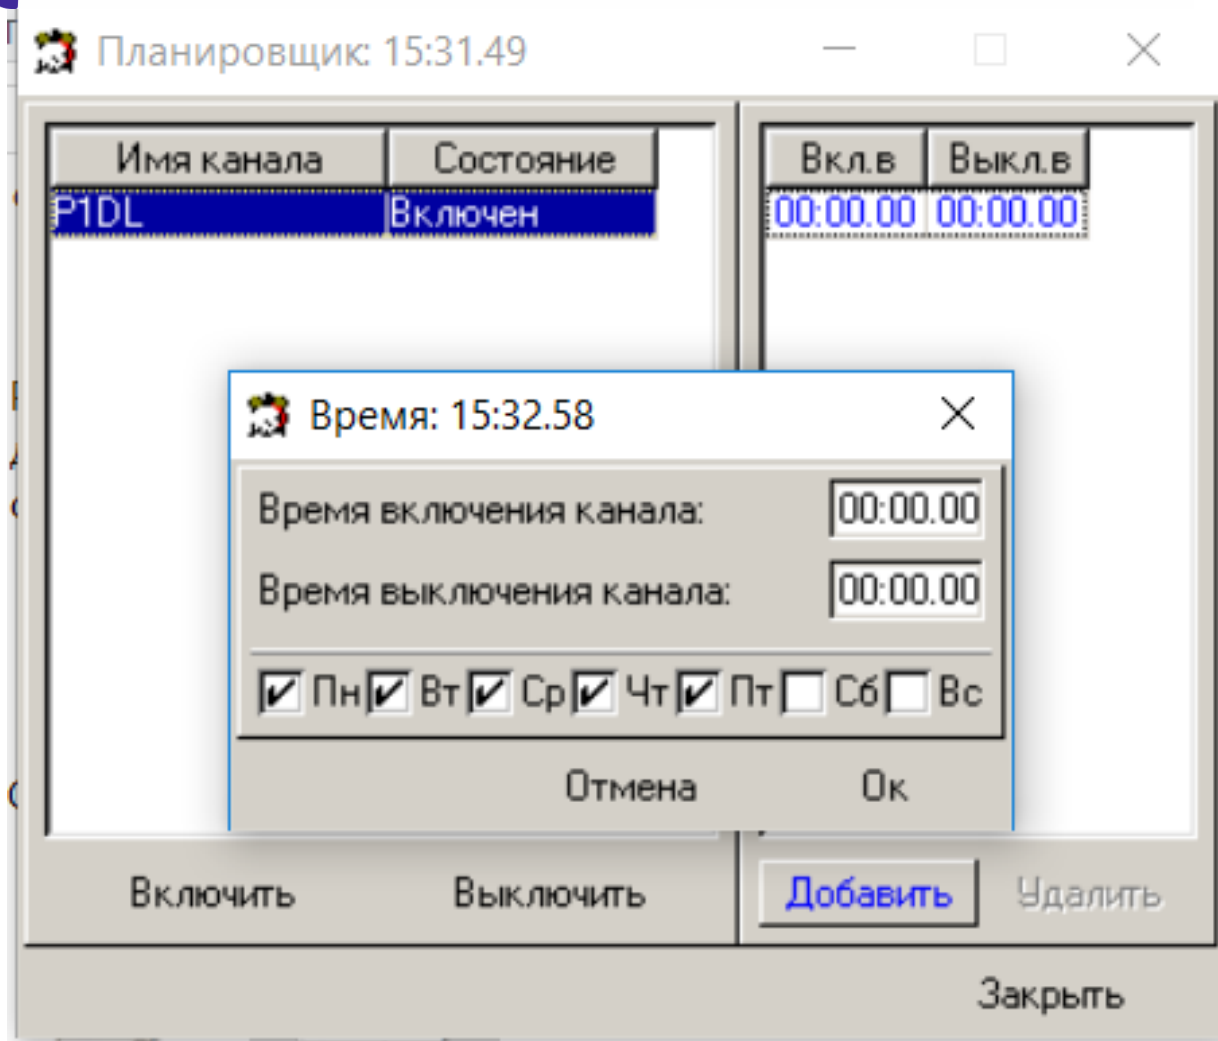 Планировщик: 15:31.49
Имя канала Состояние Вкл.в Выкл.в
P1DL Включен 00:00.00 00:00.00
Время: 15:32.58
Время включения канала: 00:00.00
Время выключения канала: 00:00.00
Пн Вт Ср Чт Пт Сб Вс
Отмена Ок
Включить Выключить Добавить Удалить
Закрыть